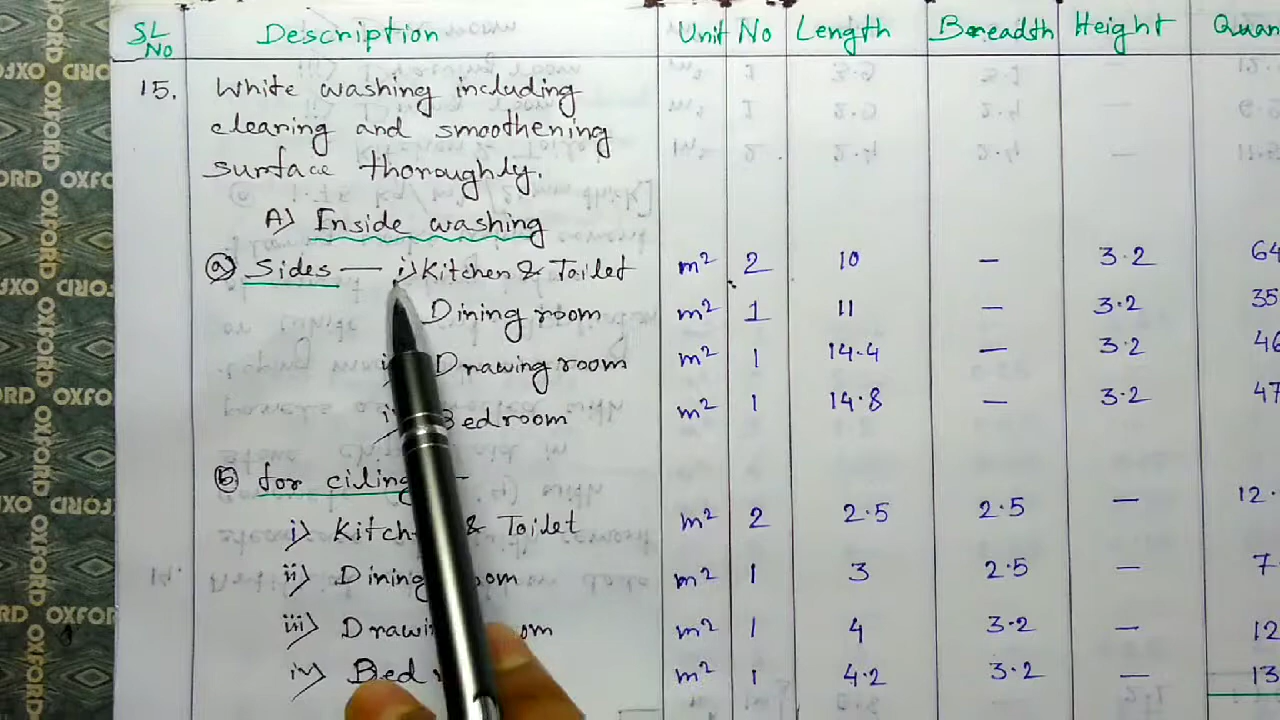 SL No Description Unit No Length Breadth Height Quan
15. White washing including
clearing and smoothening
surface thoroughly.
A) Inside washing
a) Sides — i) Kitchen & Toilet m² 2 10 — 3.2 64
Dining room m² 1 11 — 3.2 35
Drawing room m² 1 14.4 — 3.2 46
Bedroom m² 1 14.8 — 3.2 47
b) for ciling —
i) Kitch & Toilet m² 2 2.5 2.5 — 12.
ii) Dining room m² 1 3 2.5 — 7.
iii) Drawi oom m² 1 4 3.2 — 12
iv) Bed m² 1 4.2 3.2 — 13
OXFORD